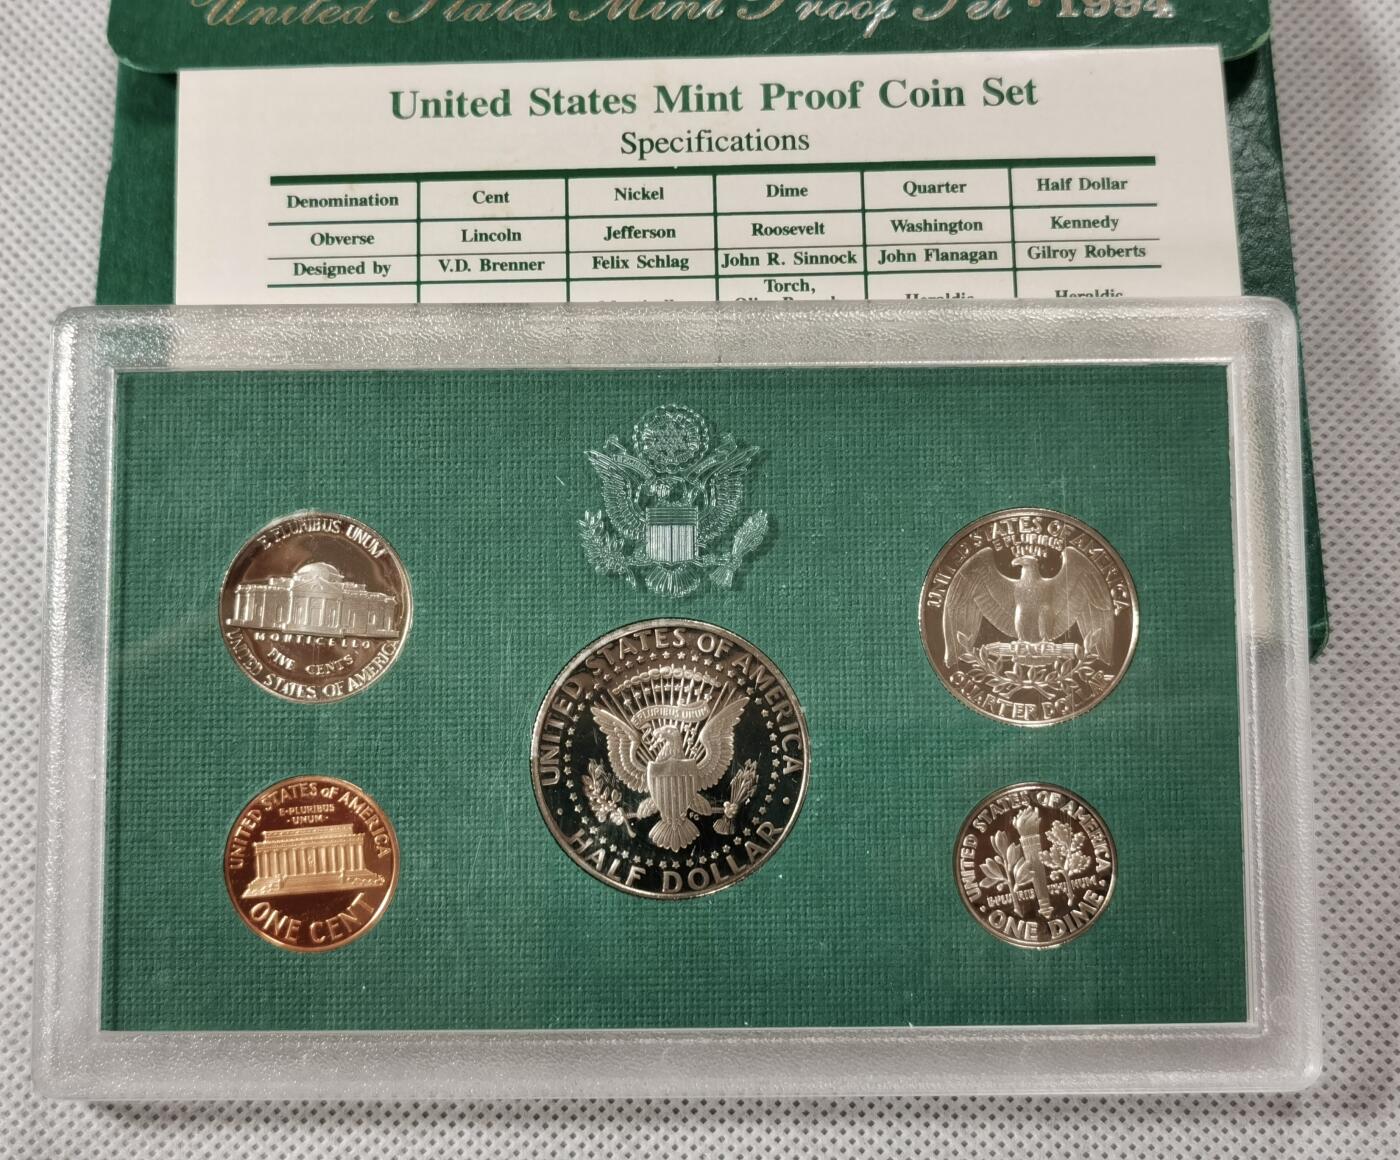 United States Mint Proof Set · 1994
United States Mint Proof Coin Set
Specifications
Denomination Cent Nickel Dime Quarter Half Dollar
Obverse Lincoln Jefferson Roosevelt Washington Kennedy
Designed by V.D. Brenner Felix Schlag John R. Sinnock John Flanagan Gilroy Roberts
Torch,
Heraldic Heraldic
E PLURIBUS UNUM
MONTICELLO
FIVE CENTS
UNITED STATES OF AMERICA
UNITED STATES OF AMERICA
E PLURIBUS
UNUM
QUARTER DOLLAR
UNITED STATES OF AMERICA
E PLURIBUS UNUM
FG
HALF DOLLAR
UNITED STATES OF AMERICA
E·PLURIBUS
·UNUM·
ONE CENT
UNITED STATES OF AMERICA
E·PLURIBUS UNUM
ONE DIME